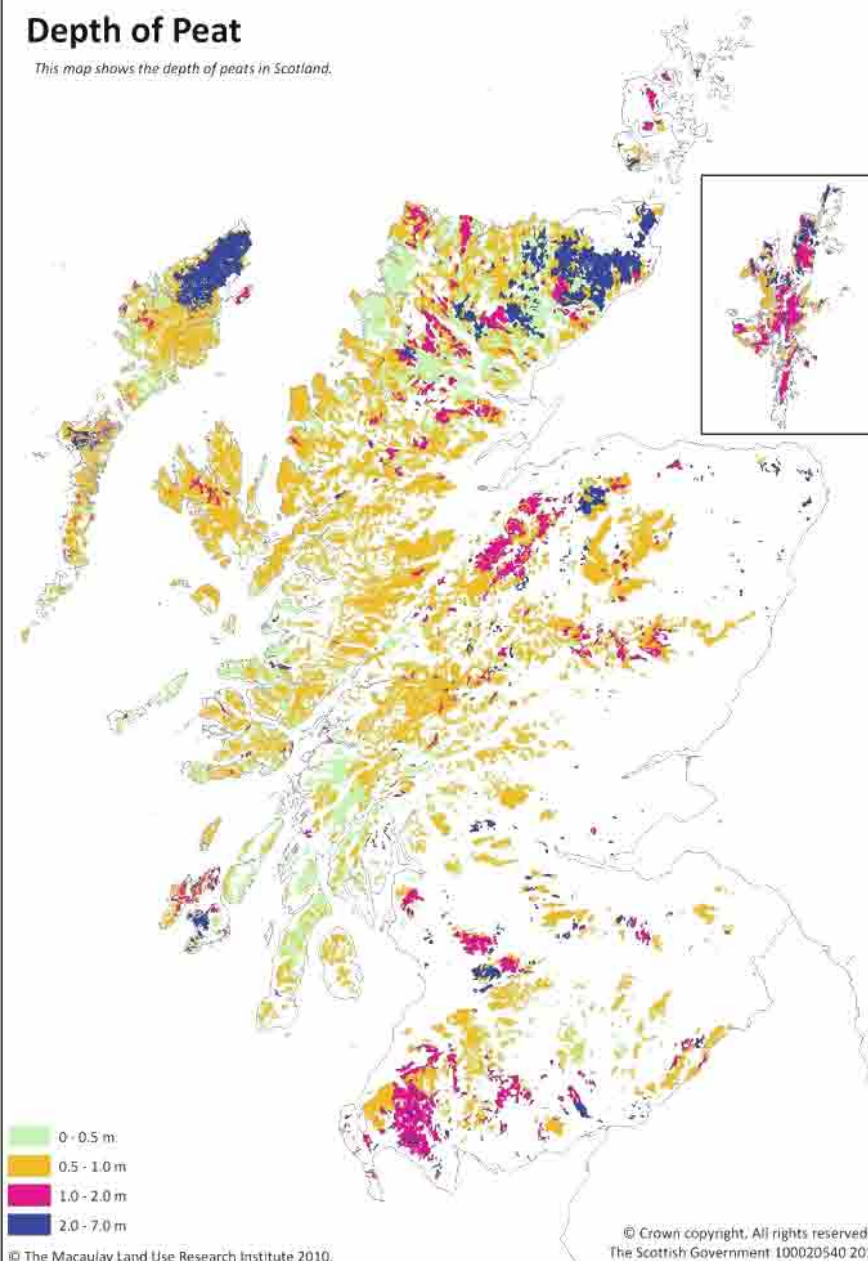 Depth of Peat
This map shows the depth of peats in Scotland.
0 - 0.5 m
0.5 - 1.0 m
1.0 - 2.0 m
2.0 - 7.0 m
© Crown copyright. All rights reserved
© The Macaulay Land Use Research Institute 2010.
The Scottish Government 100020540 201